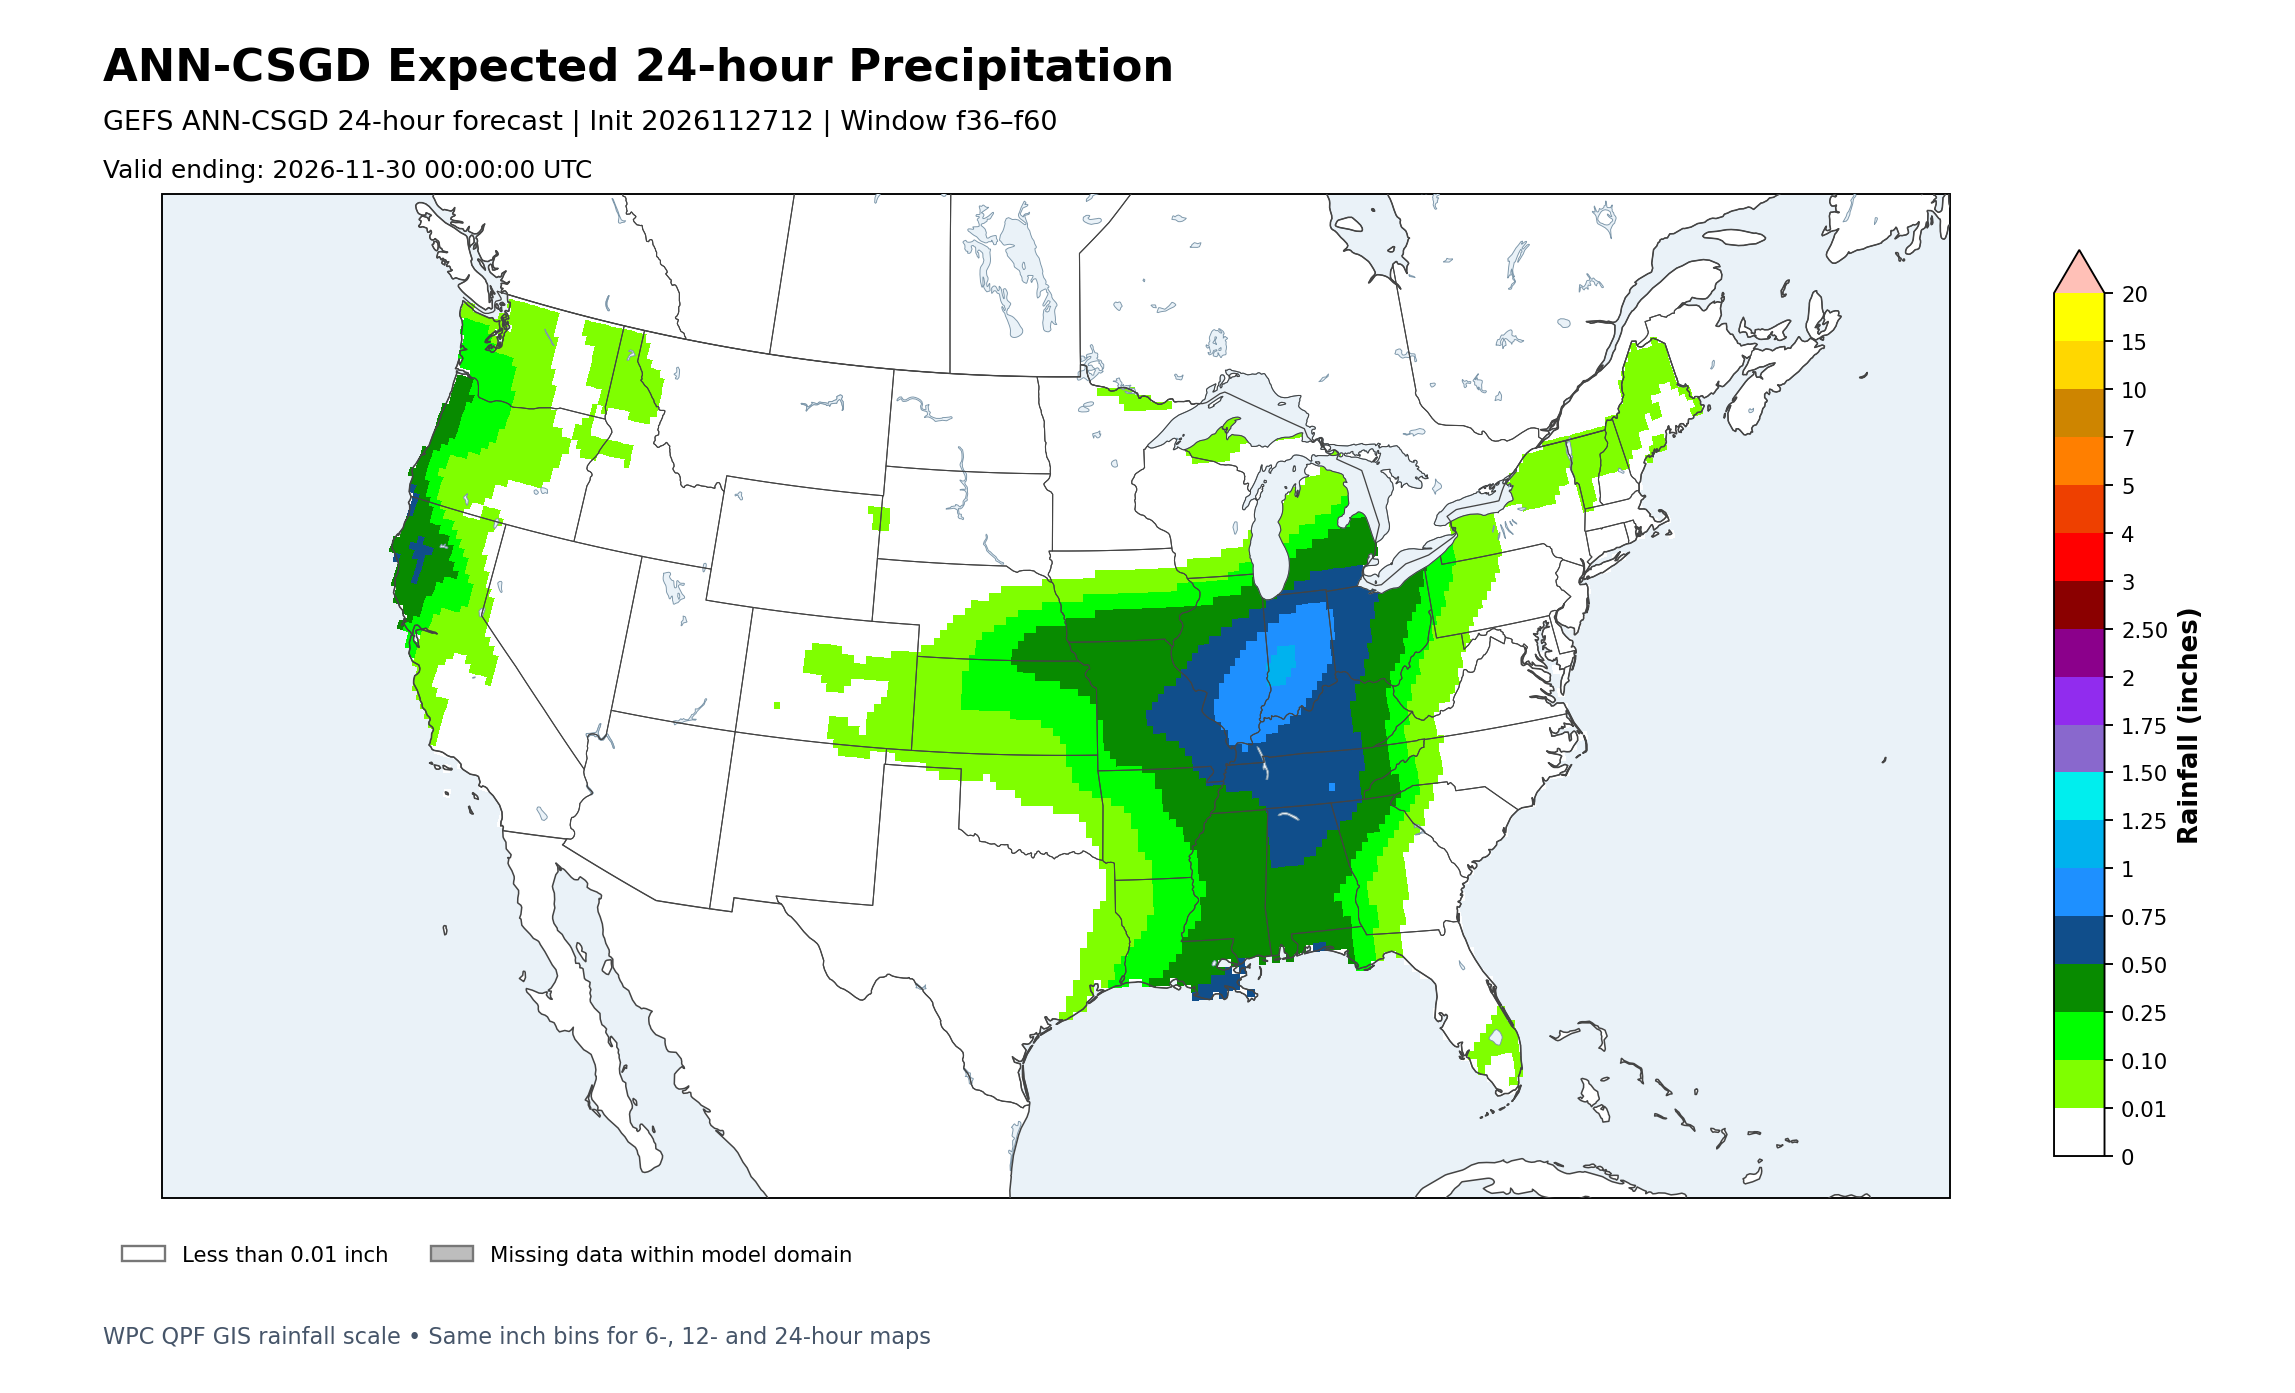 ANN-CSGD Expected 24-hour Precipitation
GEFS ANN-CSGD 24-hour forecast | Init 2026112712 | Window f36–f60
Valid ending: 2026-11-30 00:00:00 UTC
20
15
10
7
5
4
3
2.50
2
1.75
1.50
1.25
1
0.75
0.50
0.25
0.10
0.01
0
Rainfall (inches)
Less than 0.01 inch
Missing data within model domain
WPC QPF GIS rainfall scale • Same inch bins for 6-, 12- and 24-hour maps